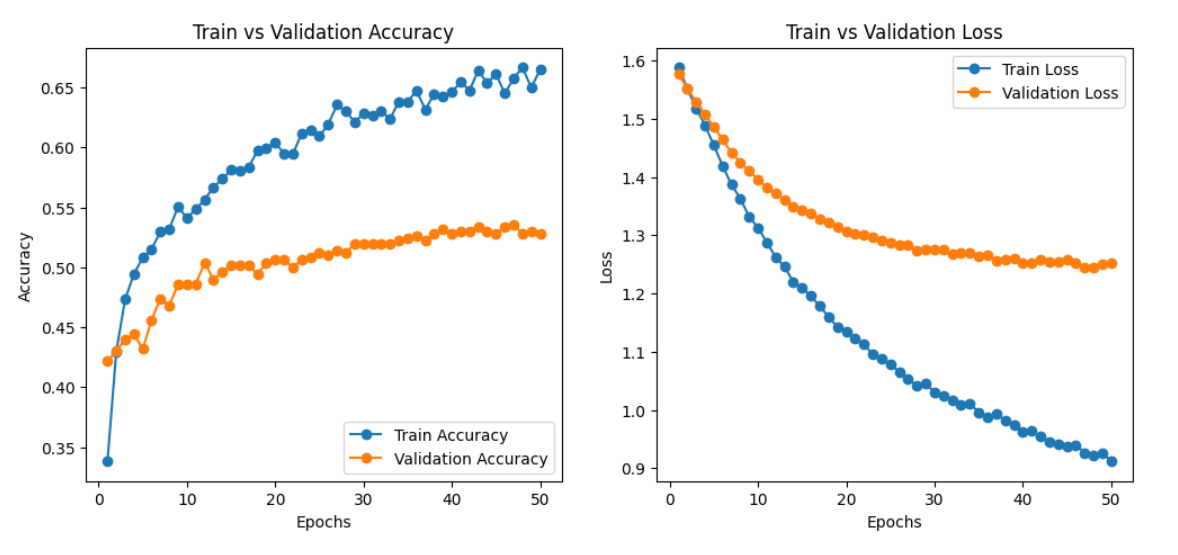 Train vs Validation Accuracy
Accuracy
0.65
0.60
0.55
0.50
0.45
0.40
0.35
Train Accuracy
Validation Accuracy
0 10 20 30 40 50
Epochs
Train vs Validation Loss
Loss
1.6
1.5
1.4
1.3
1.2
1.1
1.0
0.9
Train Loss
Validation Loss
0 10 20 30 40 50
Epochs